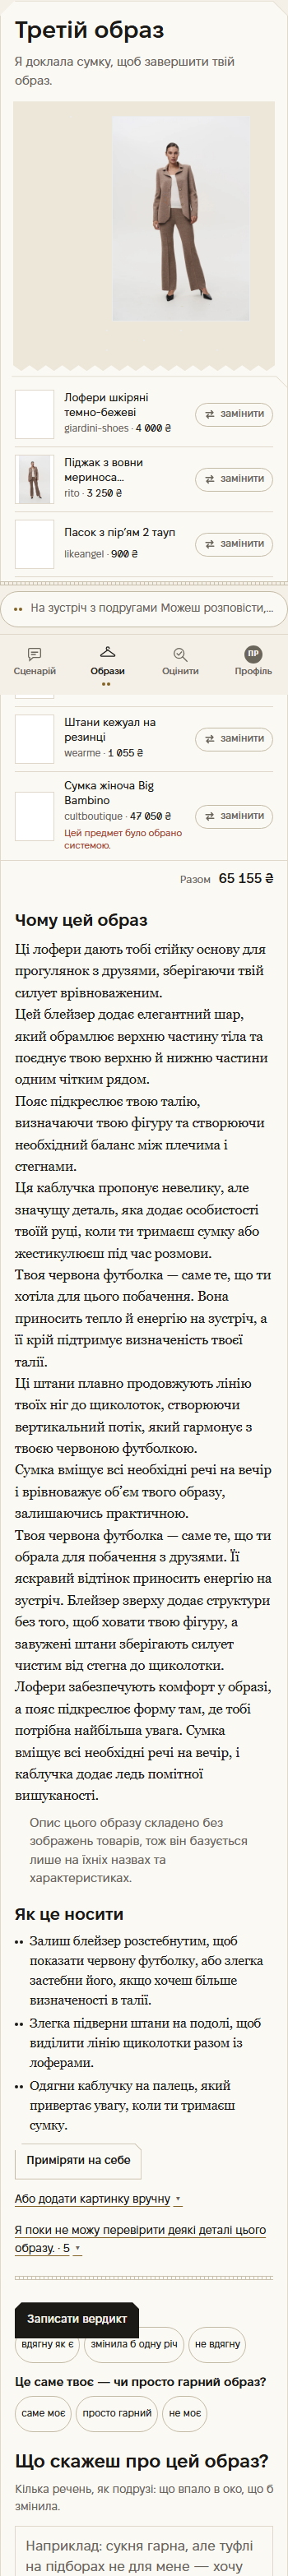 Третій образ
Я доклала сумку, щоб завершити твій
образ.
Лофери шкіряні
темно-бежеві
giardini-shoes · 4 000 ₴
замінити
Піджак з вовни
мериноса...
rito · 3 250 ₴
замінити
Пасок з пір’ям 2 тауп
likeangel · 900 ₴
замінити
На зустріч з подругами Можеш розповісти,...
Сценарій
Образи
Оцінити
ПР
Профіль
Штани кежуал на
резинці
wearme · 1 055 ₴
замінити
Сумка жіноча Big
Bambino
cultboutique · 47 050 ₴
Цей предмет було обрано
системою.
замінити
Разом 65 155 ₴
Чому цей образ
Ці лофери дають тобі стійку основу для
прогулянок з друзями, зберігаючи твій
силует врівноваженим.
Цей блейзер додає елегантний шар,
який обрамлює верхню частину тіла та
поєднує твою верхню й нижню частини
одним чітким рядом.
Пояс підкреслює твою талію,
визначаючи твою фігуру та створюючи
необхідний баланс між плечима і
стегнами.
Ця каблучка пропонує невелику, але
значущу деталь, яка додає особистості
твоїй руці, коли ти тримаєш сумку або
жестикулюєш під час розмови.
Твоя червона футболка — саме те, що ти
хотіла для цього побачення. Вона
приносить тепло й енергію на зустріч, а
її крій підтримує визначеність твоєї
талії.
Ці штани плавно продовжують лінію
твоїх ніг до щиколоток, створюючи
вертикальний потік, який гармонює з
твоєю червоною футболкою.
Сумка вміщує всі необхідні речі на вечір
і врівноважує об’єм твого образу,
залишаючись практичною.
Твоя червона футболка — саме те, що ти
обрала для побачення з друзями. Її
яскравий відтінок приносить енергію на
зустріч. Блейзер зверху додає структури
без того, щоб ховати твою фігуру, а
завужені штани зберігають силует
чистим від стегна до щиколотки.
Лофери забезпечують комфорт у образі,
а пояс підкреслює форму там, де тобі
потрібна найбільша увага. Сумка
вміщує всі необхідні речі на вечір, і
каблучка додає ледь помітної
вишуканості.
Опис цього образу складено без
зображень товарів, тож він базується
лише на їхніх назвах та
характеристиках.
Як це носити
Залиш блейзер розстебнутим, щоб
показати червону футболку, або злегка
застебни його, якщо хочеш більше
визначеності в талії.
Злегка підверни штани на подолі, щоб
виділити лінію щиколотки разом із
лоферами.
Одягни каблучку на палець, який
привертає увагу, коли ти тримаєш
сумку.
Приміряти на себе
Або додати картинку вручну
Я поки не можу перевірити деякі деталі цього
образу. · 5
Записати вердикт
вдягну як є
змінила б одну річ
не вдягну
Це саме твоє — чи просто гарний образ?
саме моє
просто гарний
не моє
Що скажеш про цей образ?
Кілька речень, як подрузі: що впало в око, що б
змінила.
Наприклад: сукня гарна, але туфлі
на підборах не для мене — хочу